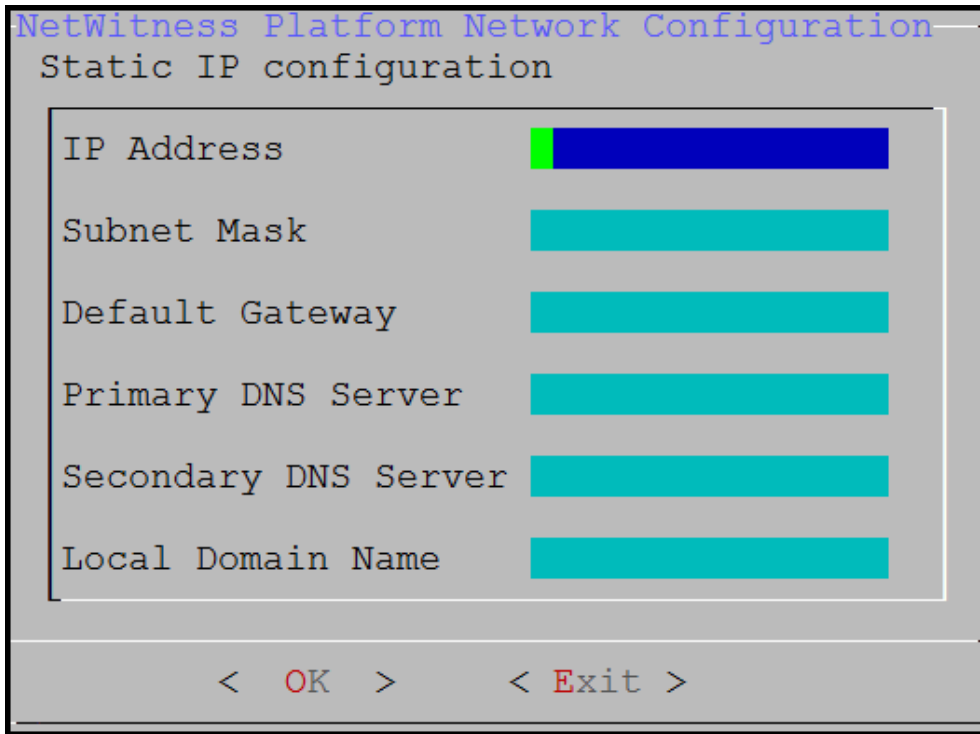 NetWitness Platform Network Configuration
Static IP configuration
IP Address
Subnet Mask
Default Gateway
Primary DNS Server
Secondary DNS Server
Local Domain Name
< OK > < Exit >